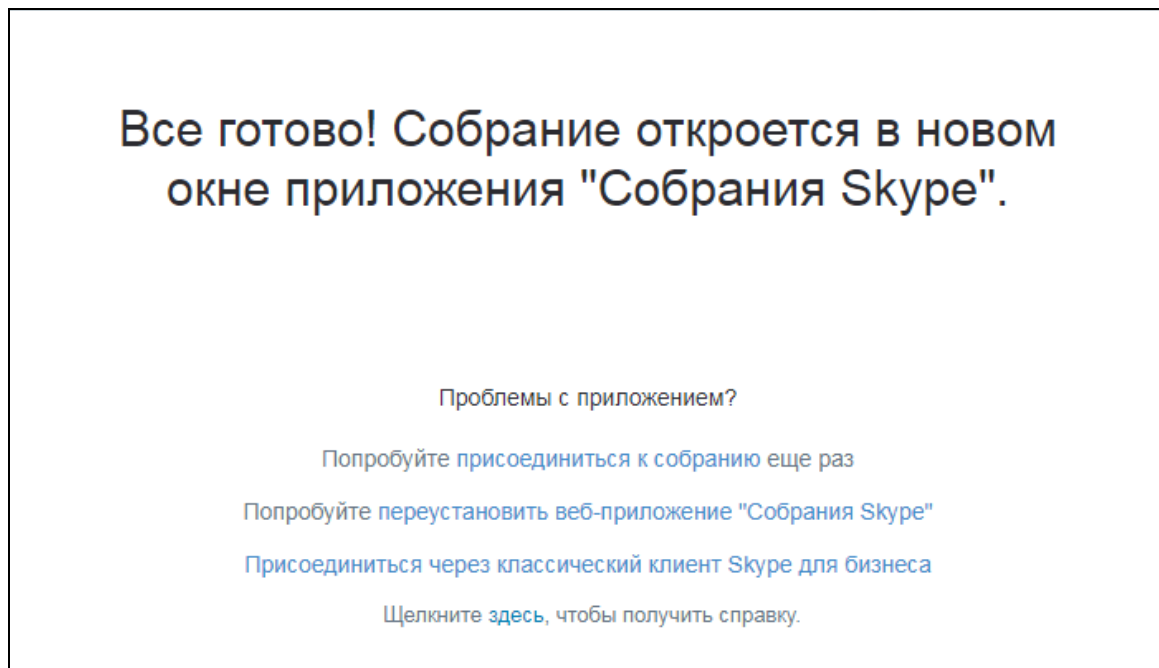 Все готово! Собрание откроется в новом
окне приложения "Собрания Skype".
Проблемы с приложением?
Попробуйте присоединиться к собранию еще раз
Попробуйте переустановить веб-приложение "Собрания Skype"
Присоединиться через классический клиент Skype для бизнеса
Щелкните здесь, чтобы получить справку.